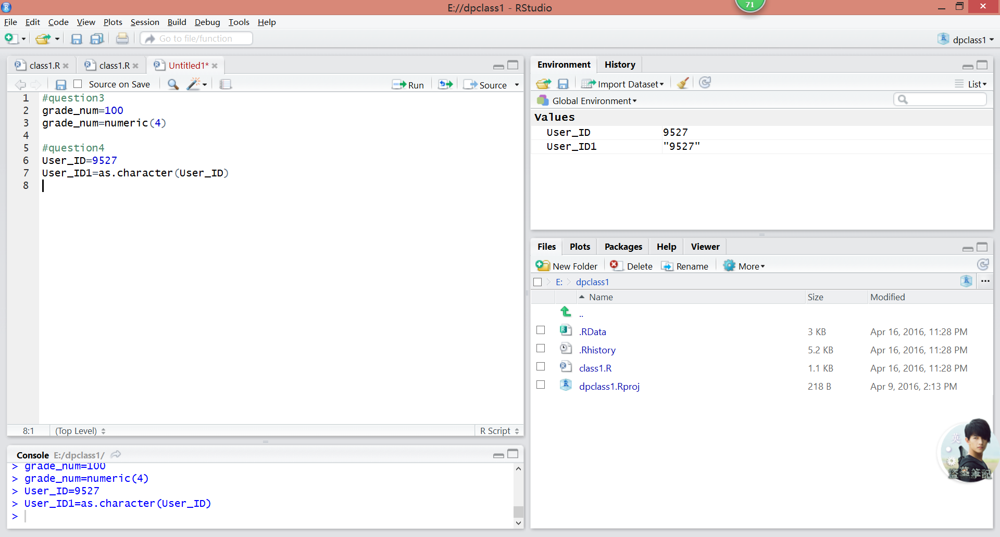 E://dpclass1 - RStudio
71
File Edit Code View Plots Session Build Debug Tools Help
Go to file/function
dpclass1
class1.R class1.R Untitled1*
Source on Save Run Source
1 #question3
2 grade_num=100
3 grade_num=numeric(4)
4
5 #question4
6 User_ID=9527
7 User_ID1=as.character(User_ID)
8
8:1 (Top Level) R Script
Console E:/dpclass1/
> grade_num=100
> grade_num=numeric(4)
> User_ID=9527
> User_ID1=as.character(User_ID)
>
Environment History
Import Dataset List
Global Environment
Values
User_ID 9527
User_ID1 "9527"
Files Plots Packages Help Viewer
New Folder Delete Rename More
E: dpclass1 ...
Name Size Modified
..
.RData 3 KB Apr 16, 2016, 11:28 PM
.Rhistory 5.2 KB Apr 16, 2016, 11:28 PM
class1.R 1.1 KB Apr 16, 2016, 11:28 PM
dpclass1.Rproj 218 B Apr 9, 2016, 2:13 PM
英
盗墓筆記